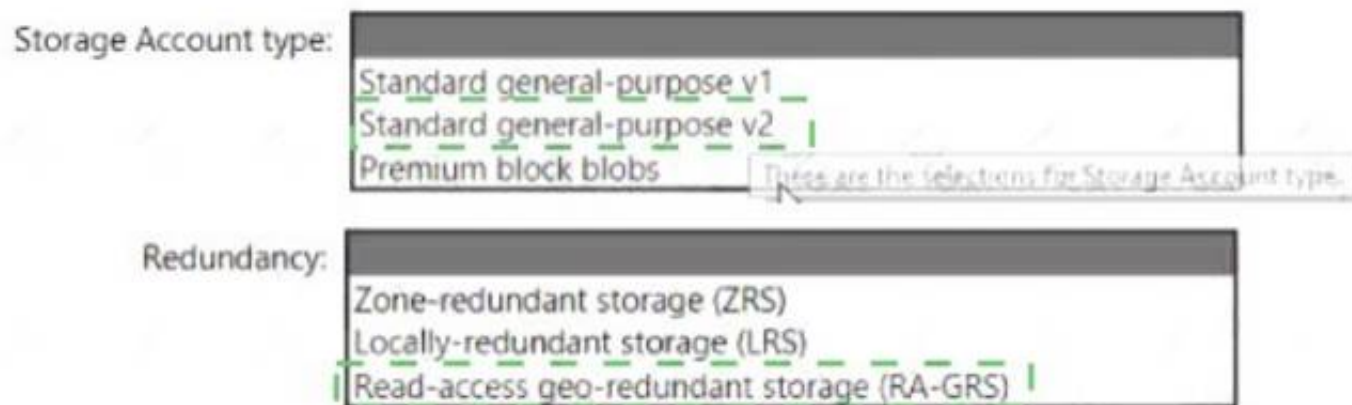 Storage Account type:
Standard general-purpose v1
Standard general-purpose v2
Premium block blobs
These are the selections for Storage Account type.
Redundancy:
Zone-redundant storage (ZRS)
Locally-redundant storage (LRS)
Read-access geo-redundant storage (RA-GRS)